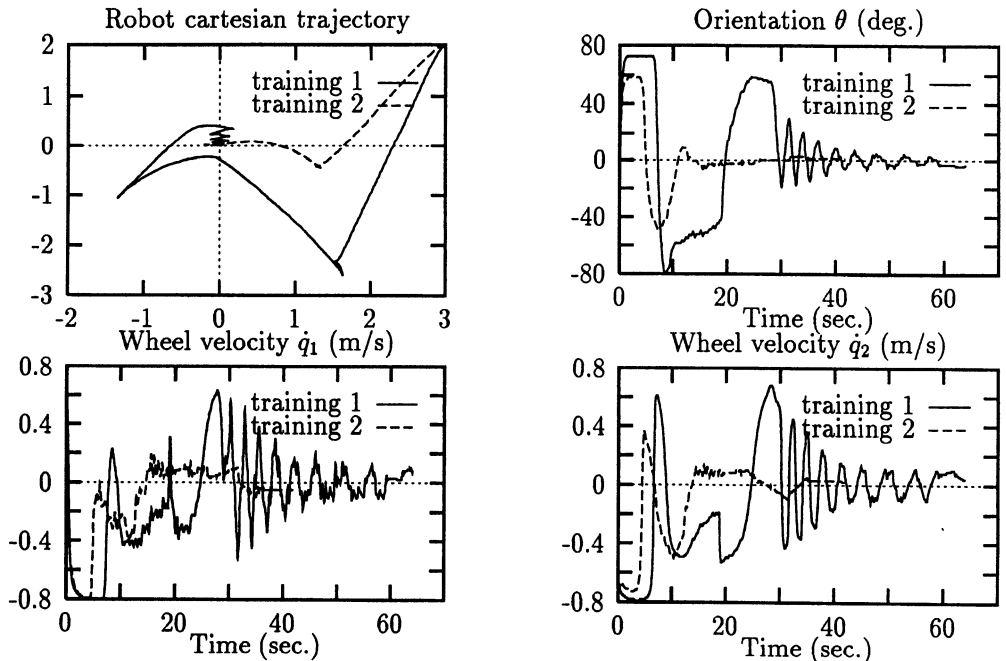 Robot cartesian trajectory
2
1
0
-1
-2
-3
-2
-1
0
1
2
3
training 1
training 2
Orientation θ (deg.)
80
40
0
-40
-80
0
20
40
60
training 1
training 2
Time (sec.)
Wheel velocity q̇₁ (m/s)
0.8
0.4
0
-0.4
-0.8
0
20
40
60
training 1
training 2
Time (sec.)
Wheel velocity q̇₂ (m/s)
0.8
0.4
0
-0.4
-0.8
0
20
40
60
training 1
training 2
Time (sec.)